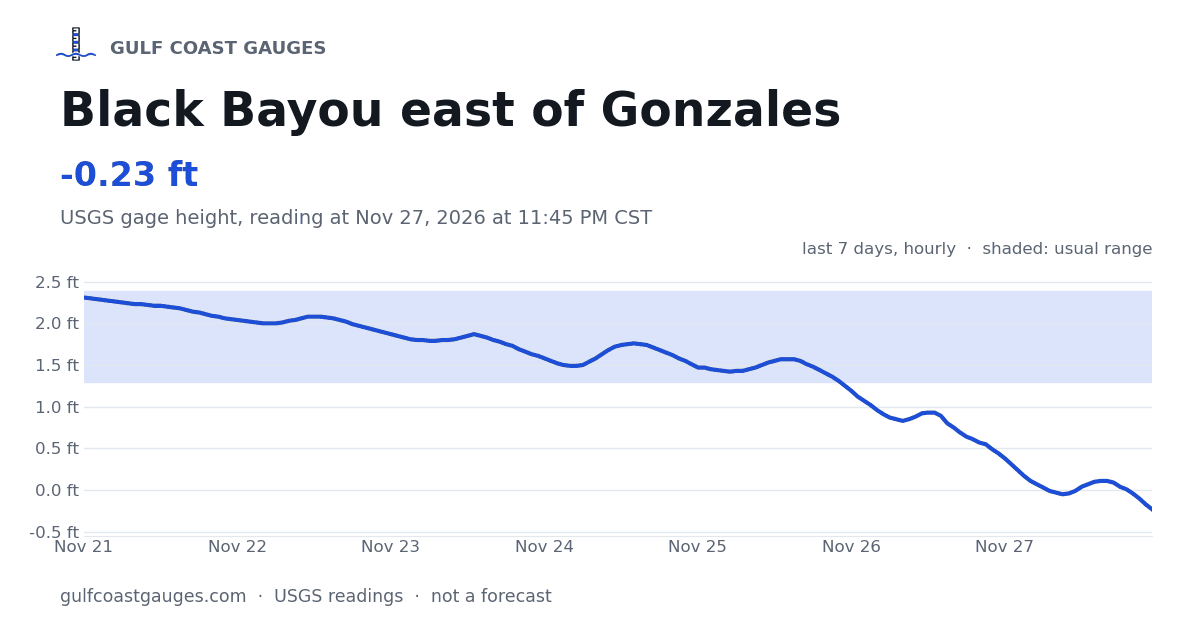 GULF COAST GAUGES
Black Bayou east of Gonzales
-0.23 ft
USGS gage height, reading at Nov 27, 2026 at 11:45 PM CST
last 7 days, hourly · shaded: usual range
2.5 ft
2.0 ft
1.5 ft
1.0 ft
0.5 ft
0.0 ft
-0.5 ft
Nov 21 Nov 22 Nov 23 Nov 24 Nov 25 Nov 26 Nov 27
gulfcoastgauges.com · USGS readings · not a forecast